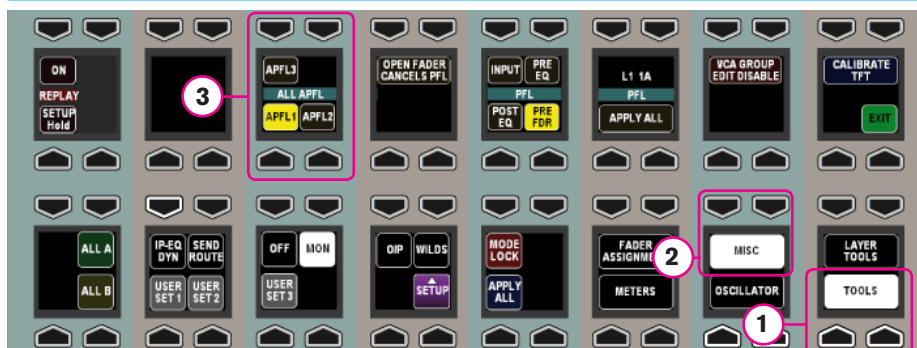 ON
REPLAY
SETUP
Hold
3
APFL3
ALL APFL
APFL1 APFL2
OPEN FADER
CANCELS PFL
INPUT PRE
EQ
PFL
POST
EQ
PRE
FDR
L1 1A
PFL
APPLY ALL
VCA GROUP
EDIT DISABLE
CALIBRATE
TFT
EXIT
ALL A
ALL B
IP-EQ
DYN
SEND
ROUTE
USER
SET 1
USER
SET 2
OFF MON
USER
SET 3
O/P WILDS
SETUP
MODE
LOCK
APPLY
ALL
FADER
METERS
2
MISC
OSCILLATOR
LAYER
TOOLS
TOOLS
1